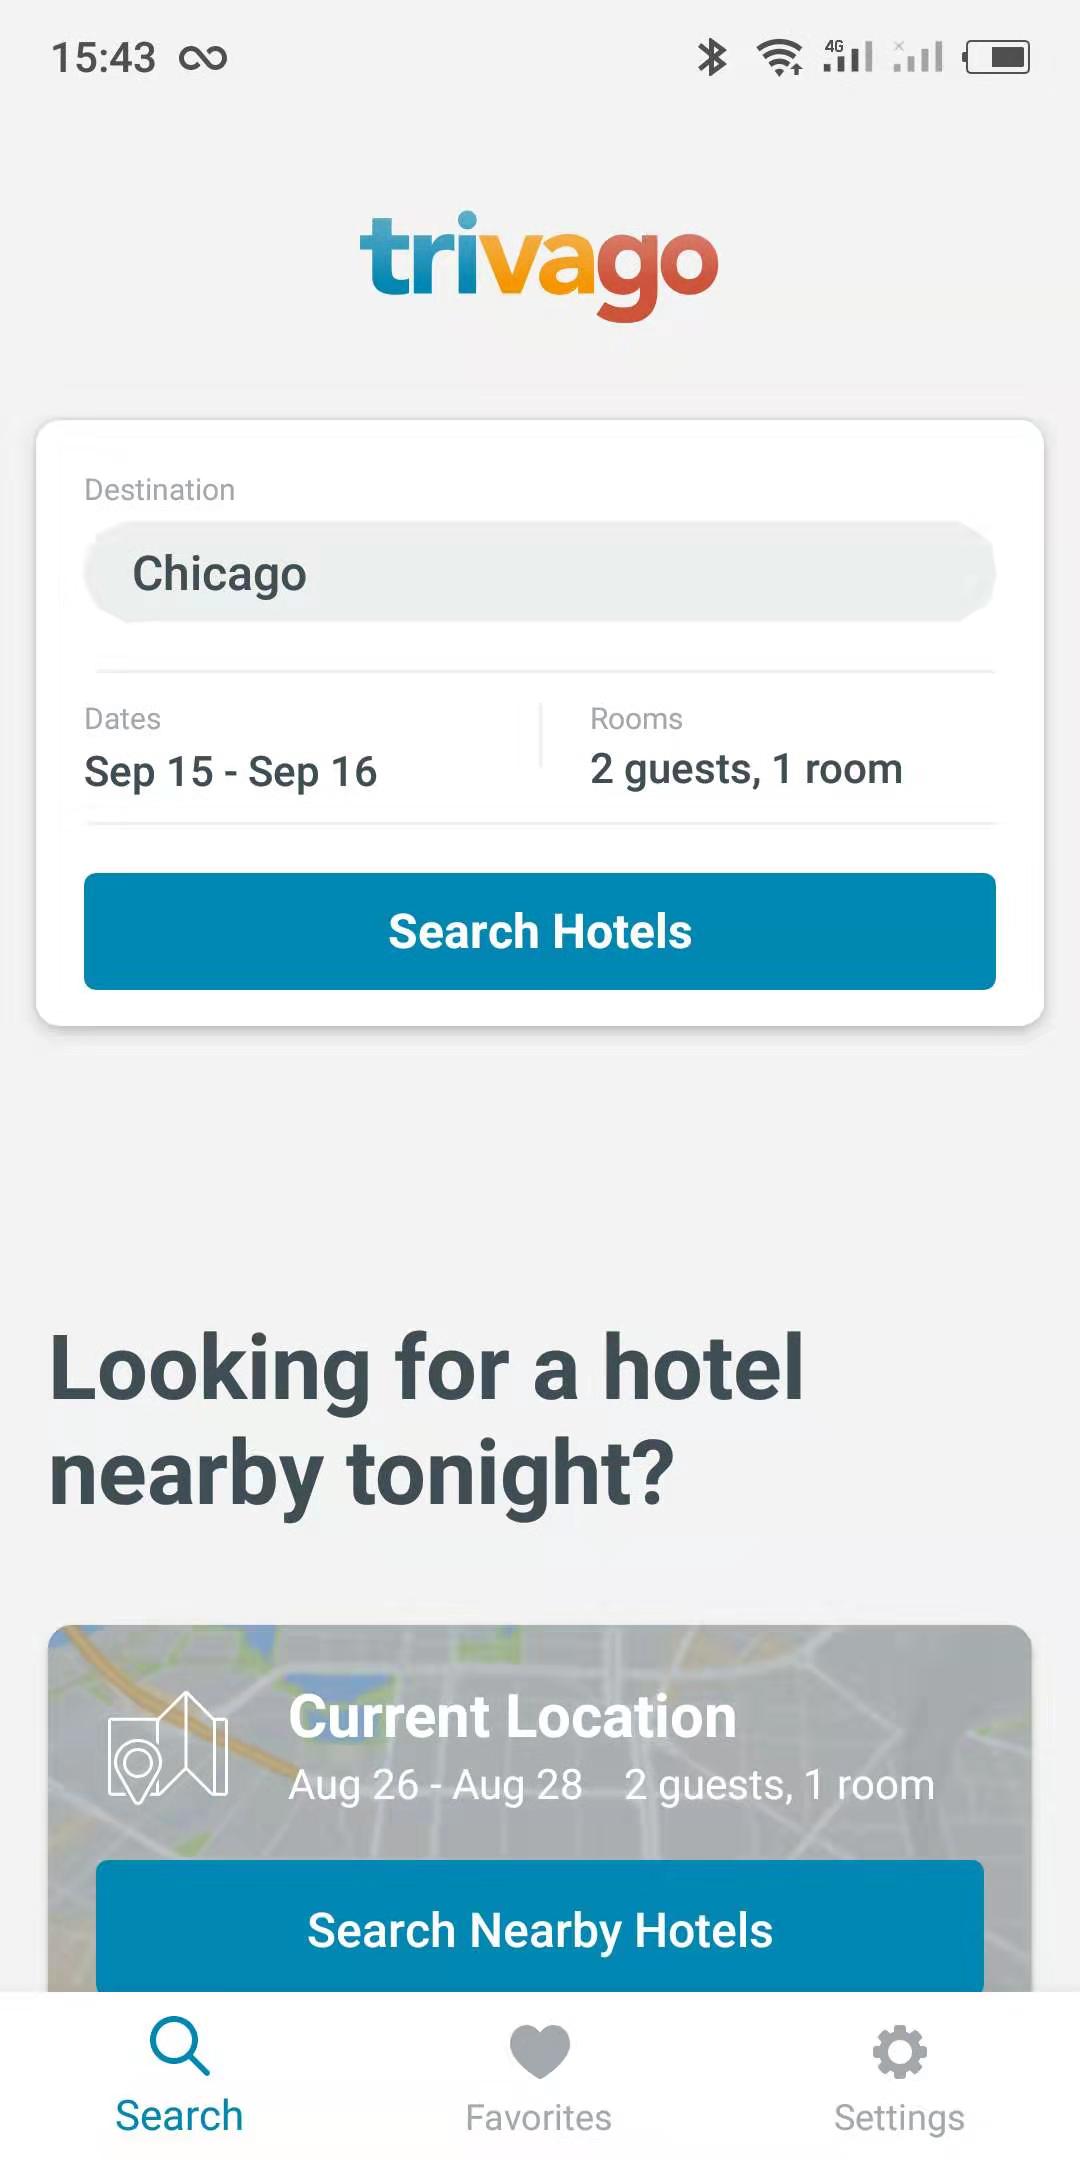 15:43
4G
trivago
Destination
Chicago
Dates
Sep 15 - Sep 16
Rooms
2 guests, 1 room
Search Hotels
Looking for a hotel
nearby tonight?
Current Location
Aug 26 - Aug 28 2 guests, 1 room
Search Nearby Hotels
Search
Favorites
Settings